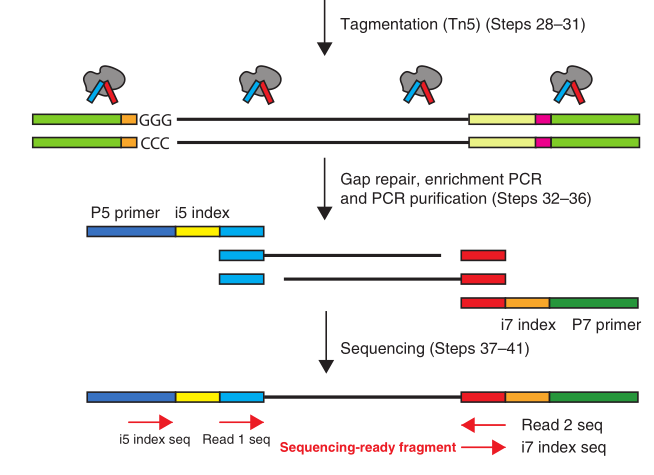 Tagmentation (Tn5) (Steps 28–31)
GGG
CCC
Gap repair, enrichment PCR
and PCR purification (Steps 32–36)
P5 primer i5 index
i7 index P7 primer
Sequencing (Steps 37–41)
i5 index seq Read 1 seq Read 2 seq
Sequencing-ready fragment i7 index seq